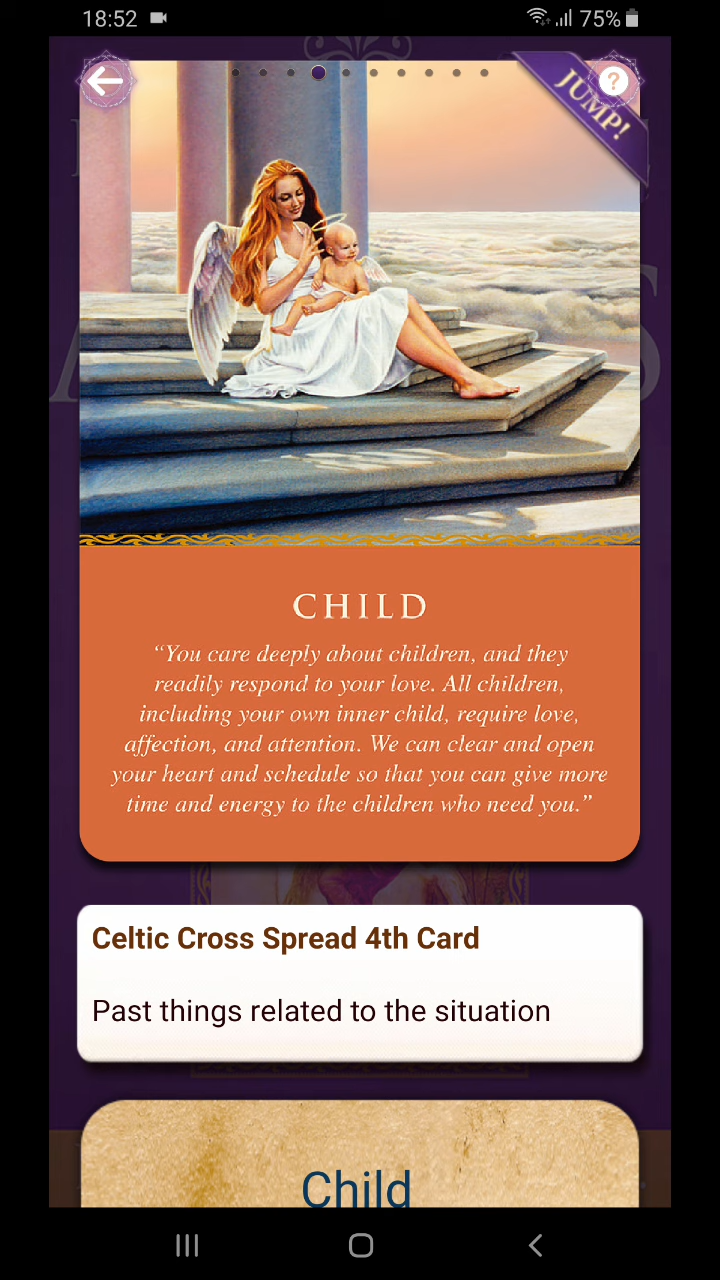 18:52
75%
?
JUMP!
CHILD
“You care deeply about children, and they
readily respond to your love. All children,
including your own inner child, require love,
affection, and attention. We can clear and open
your heart and schedule so that you can give more
time and energy to the children who need you.”
Celtic Cross Spread 4th Card
Past things related to the situation
Child